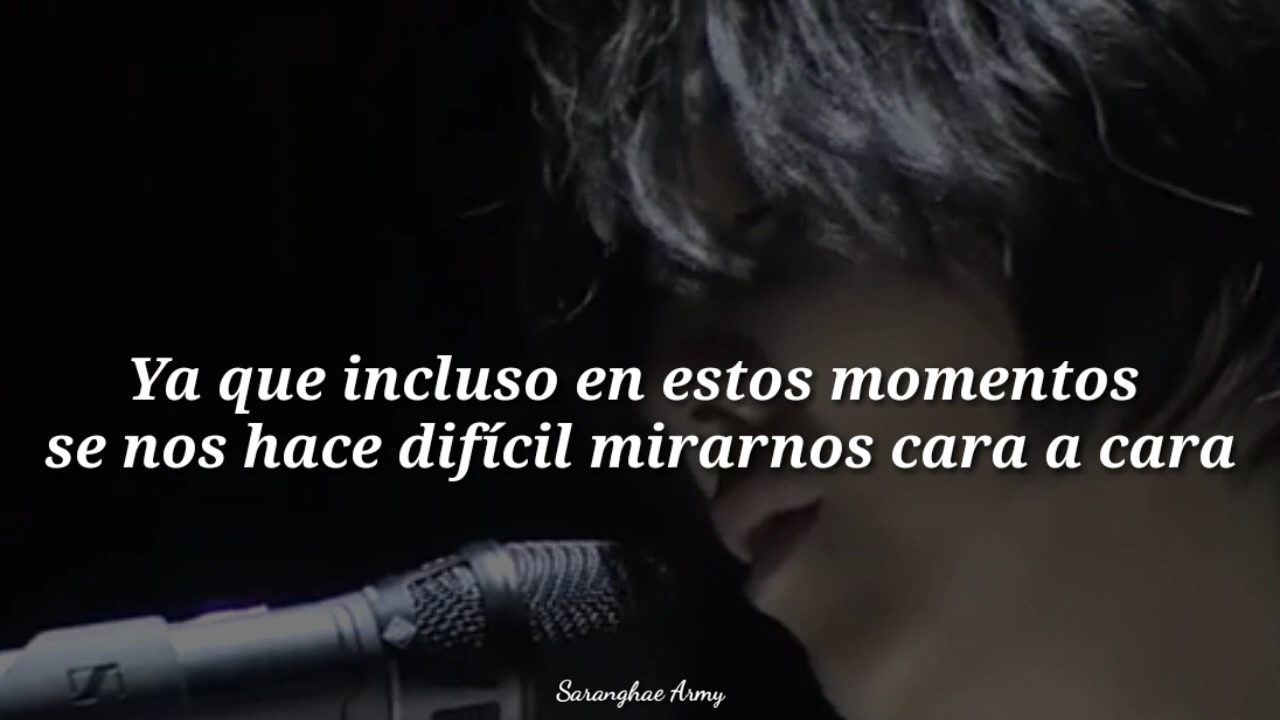 Ya que incluso en estos momentos
se nos hace difícil mirarnos cara a cara
Saranghae Army